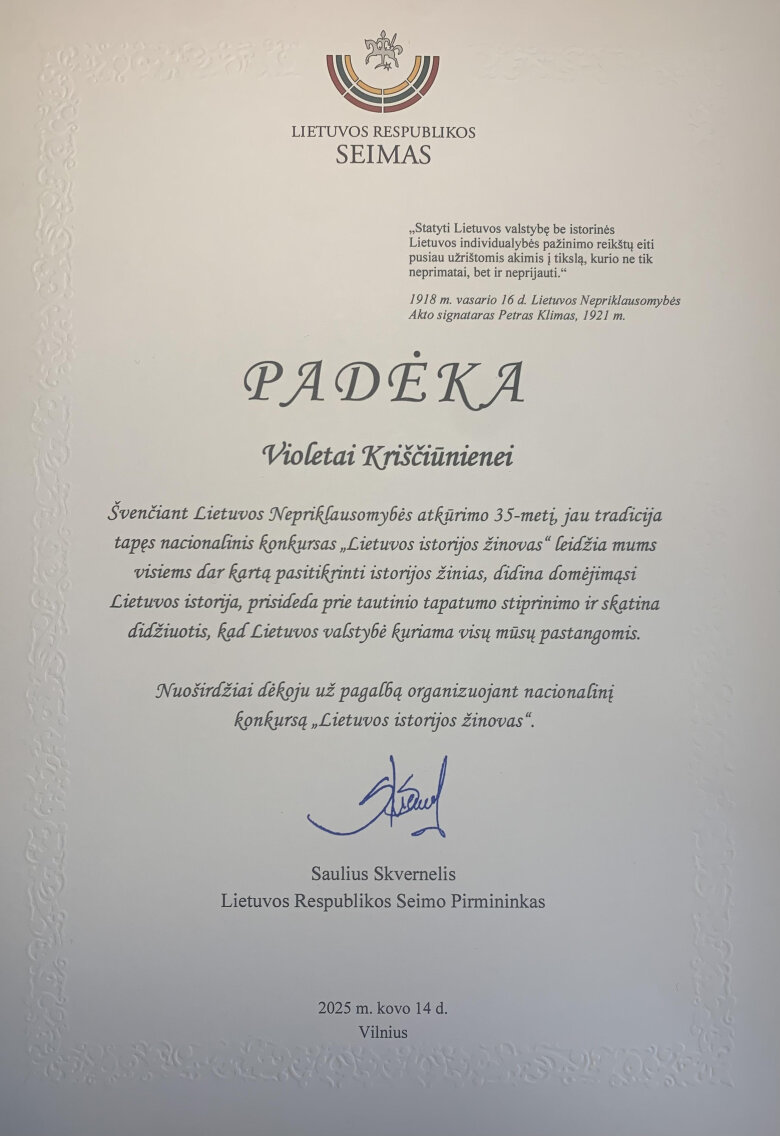 LIETUVOS RESPUBLIKOS
SEIMAS
„Statyti Lietuvos valstybę be istorinės
Lietuvos individualybės pažinimo reikštų eiti
pusiau užrištomis akimis į tikslą, kurio ne tik
neprimatai, bet ir neprijauti.“
1918 m. vasario 16 d. Lietuvos Nepriklausomybės
Akto signataras Petras Klimas, 1921 m.
PADĖKA
Violetai Kriščiūnienei
Švenčiant Lietuvos Nepriklausomybės atkūrimo 35-metį, jau tradicija
tapęs nacionalinis konkursas „Lietuvos istorijos žinovas“ leidžia mums
visiems dar kartą pasitikrinti istorijos žinias, didina domėjimąsi
Lietuvos istorija, prisideda prie tautinio tapatumo stiprinimo ir skatina
didžiuotis, kad Lietuvos valstybė kuriama visų mūsų pastangomis.
Nuoširdžiai dėkoju už pagalbą organizuojant nacionalinį
konkursą „Lietuvos istorijos žinovas“.
Saulius Skvernelis
Lietuvos Respublikos Seimo Pirmininkas
2025 m. kovo 14 d.
Vilnius